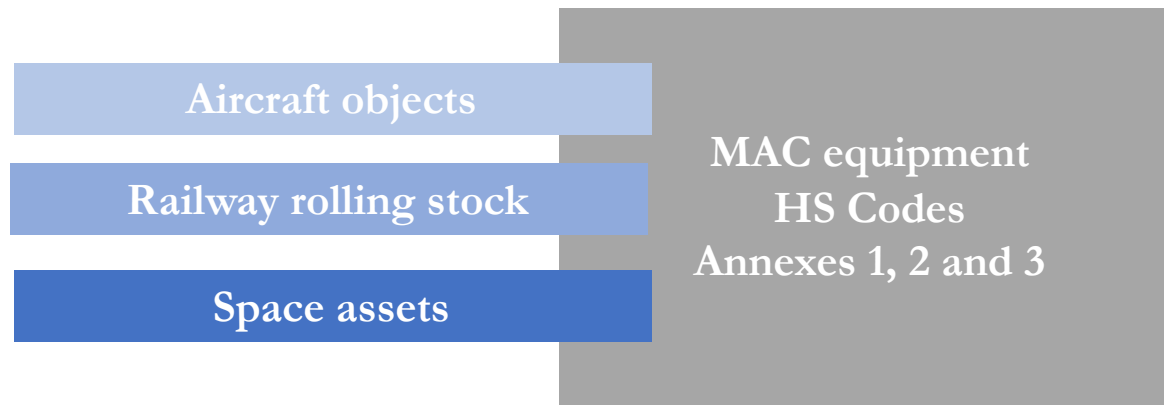 Aircraft objects
Railway rolling stock
Space assets
MAC equipment
HS Codes
Annexes 1, 2 and 3